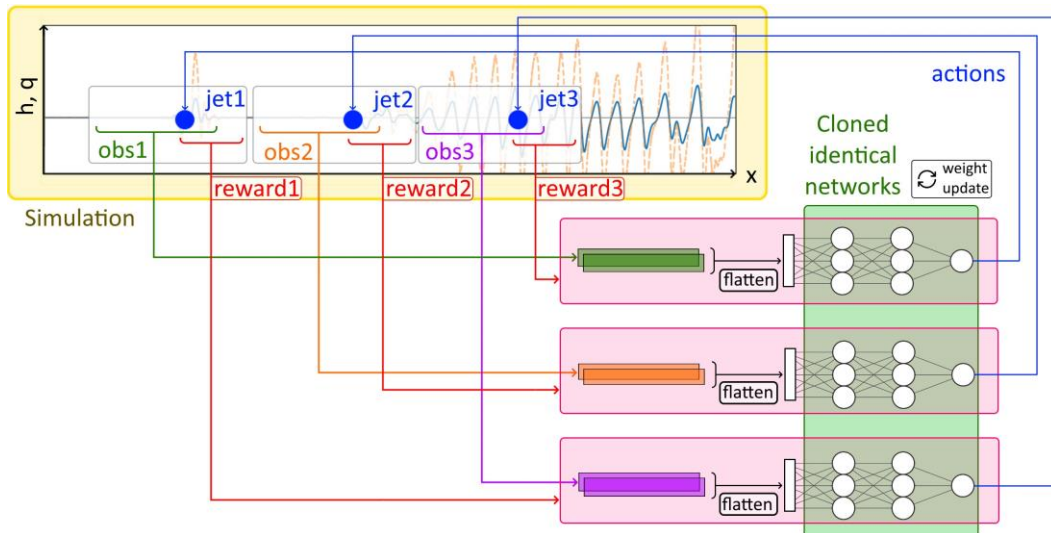 h, q
jet1
jet2
jet3
obs1
obs2
obs3
reward1
reward2
reward3
x
Simulation
actions
Cloned
identical
networks
weight
update
flatten
flatten
flatten